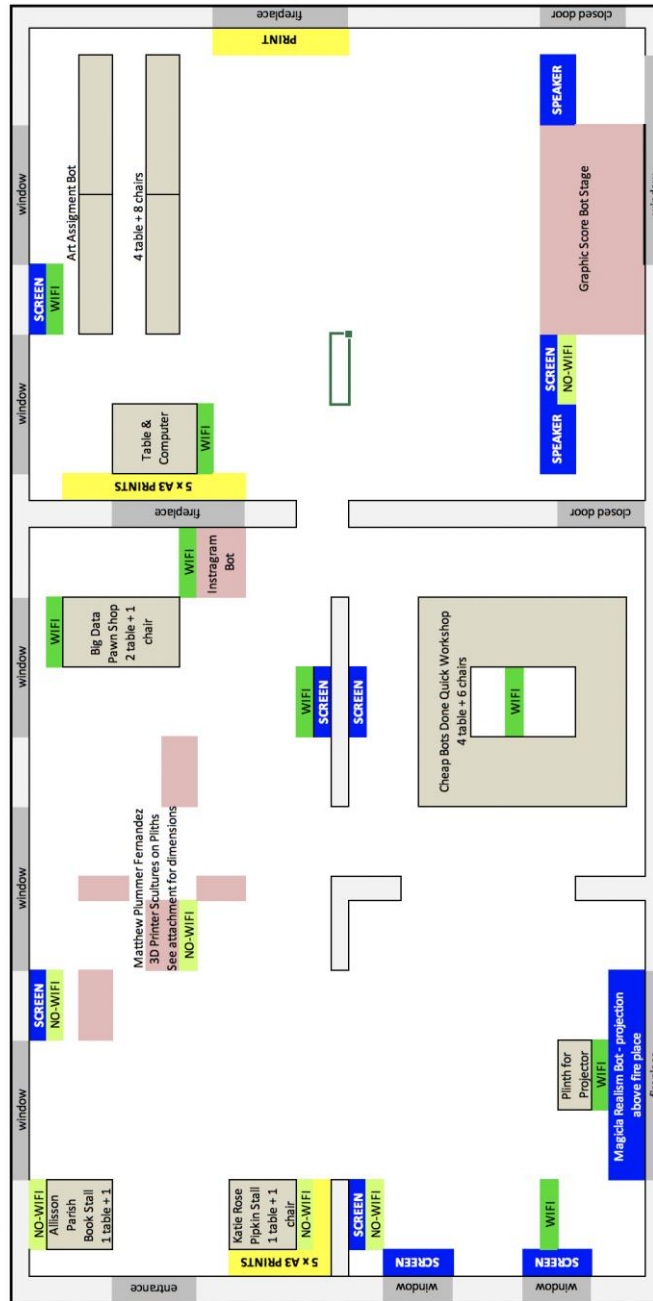 window
window
window
window
window
NO-WIFI
SCREEN
NO-WIFI
WIFI
SCREEN
WIFI
Allisson
Parish
Book Stall
1 table + 1
Big Data
Pawn Shop
2 table + 1
chair
Art Assigment Bot
4 table + 8 chairs
entrance
Matthew Plummer Fernandez
3D Printer Scultures on Pliths
See attachment for dimensions
NO-WIFI
WIFI
Instragram
Bot
fireplace
5 x A3 PRINTS
Table &
Computer
WIFI
fireplace
PRINT
5 x A3 PRINTS
Katie Rose
Pipkin Stall
1 table + 1
chair
NO-WIFI
WIFI
SCREEN
SCREEN
SCREEN
NO-WIFI
window
SCREEN
Cheap Bots Done Quick Workshop
4 table + 6 chairs
WIFI
window
SCREEN
WIFI
Plinth for
Projector
WIFI
Magicla Realism Bot - projection
above fire place
closed door
SPEAKER
SCREEN
NO-WIFI
Graphic Score Bot Stage
SPEAKER
closed door